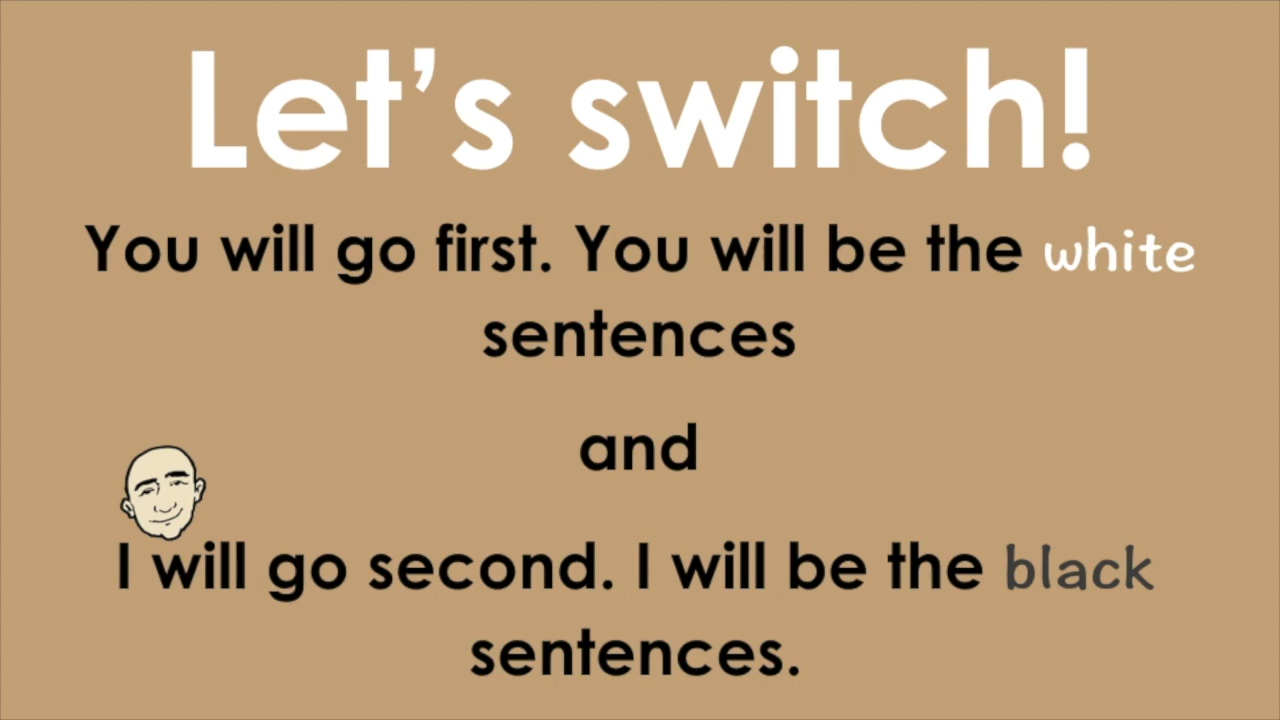 Let's switch!
You will go first. You will be the white
sentences
and
I will go second. I will be the black
sentences.